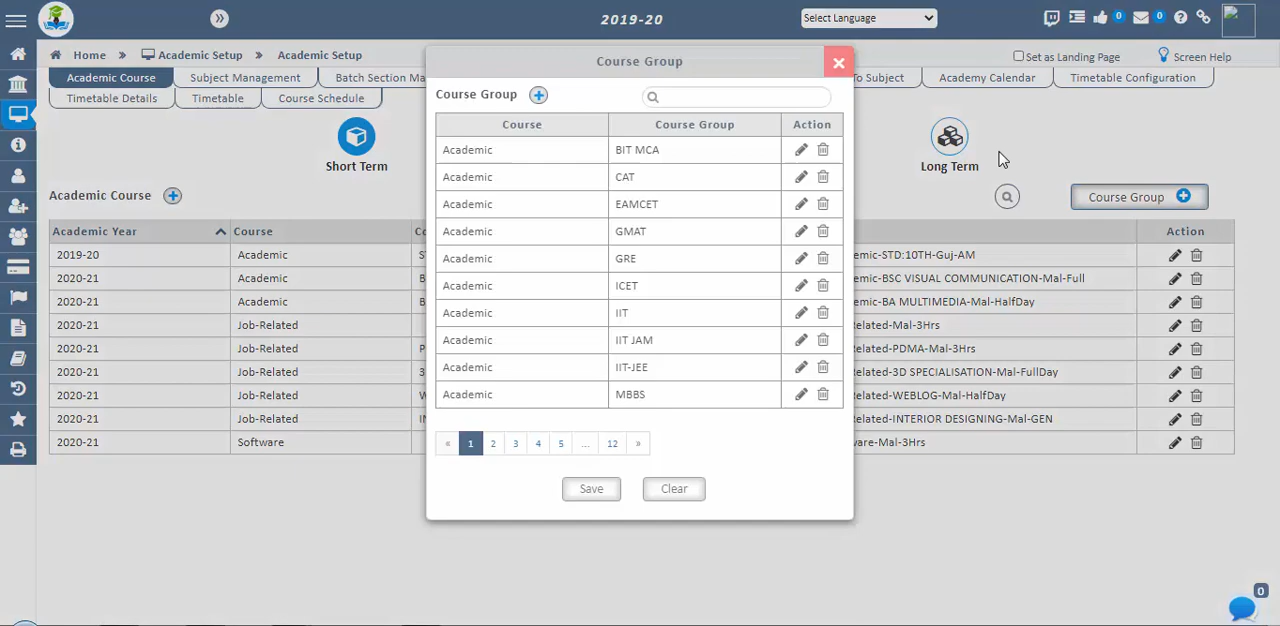 2019-20
Select Language
0
0
Home » Academic Setup » Academic Setup
Set as Landing Page
Screen Help
Academic Course
Subject Management
Batch Section Ma
To Subject
Academy Calendar
Timetable Configuration
Timetable Details
Timetable
Course Schedule
Short Term
Long Term
Academic Course
Course Group
Academic Year Course Action
2019-20 Academic emic-STD:10TH-Guj-AM
2020-21 Academic emic-BSC VISUAL COMMUNICATION-Mal-Full
2020-21 Academic emic-BA MULTIMEDIA-Mal-HalfDay
2020-21 Job-Related Related-Mal-3Hrs
2020-21 Job-Related Related-PDMA-Mal-3Hrs
2020-21 Job-Related Related-3D SPECIALISATION-Mal-FullDay
2020-21 Job-Related Related-WEBLOG-Mal-HalfDay
2020-21 Job-Related Related-INTERIOR DESIGNING-Mal-GEN
2020-21 Software ware-Mal-3Hrs
Course Group
Course Group
Course Course Group Action
Academic BIT MCA
Academic CAT
Academic EAMCET
Academic GMAT
Academic GRE
Academic ICET
Academic IIT
Academic IIT JAM
Academic IIT-JEE
Academic MBBS
« 1 2 3 4 5 ... 12 »
Save Clear
0